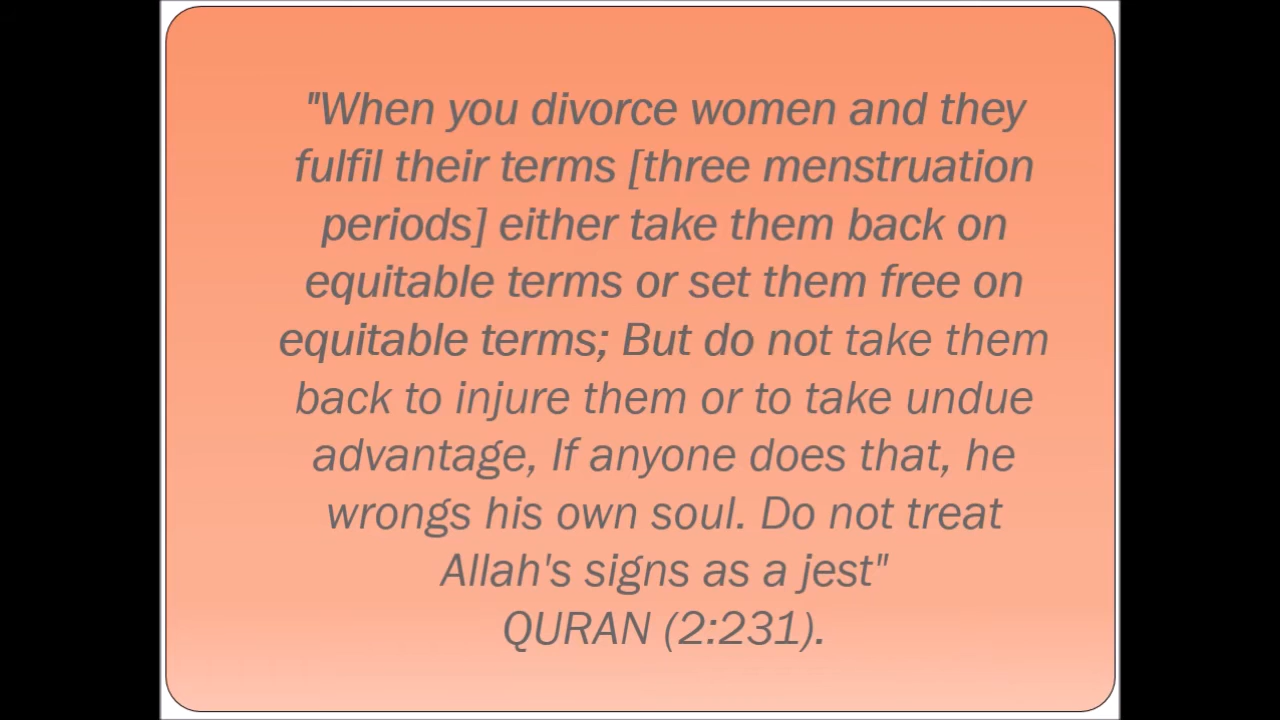 "When you divorce women and they
fulfil their terms [three menstruation
periods] either take them back on
equitable terms or set them free on
equitable terms; But do not take them
back to injure them or to take undue
advantage, If anyone does that, he
wrongs his own soul. Do not treat
Allah's signs as a jest"
QURAN (2:231).